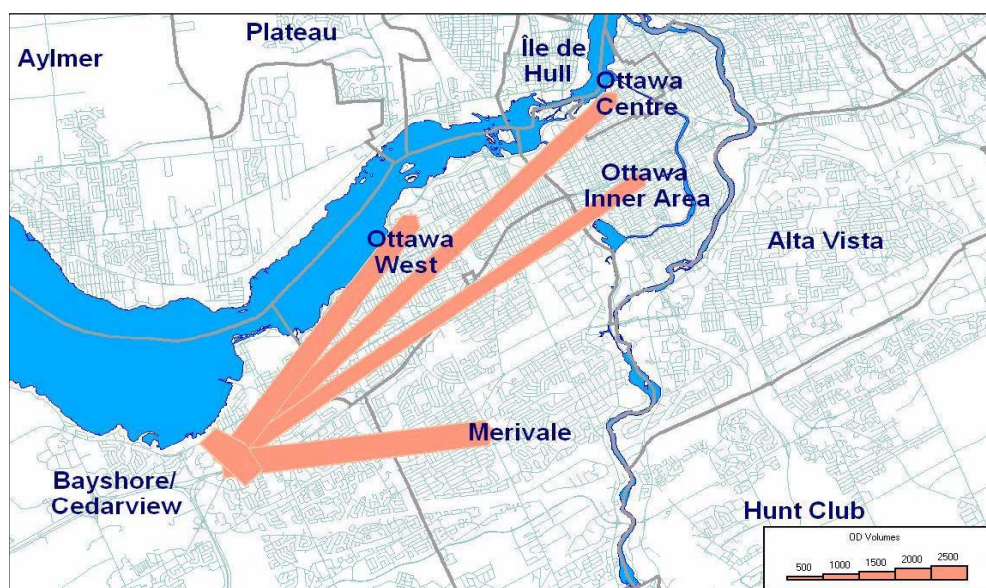 Plateau
Aylmer
Île de
Hull
Ottawa
Centre
Ottawa
Inner Area
Ottawa
West
Alta Vista
Merivale
Bayshore/
Cedarview
Hunt Club
OD Volumes
500 1000 1500 2000 2500